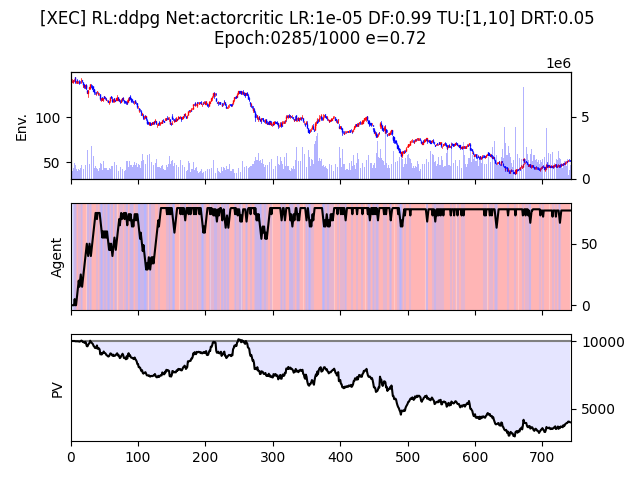 [XEC] RL:ddpg Net:actorcritic LR:1e-05 DF:0.99 TU:[1,10] DRT:0.05
Epoch:0285/1000 e=0.72
1e6
Env.
100
50
5
0
Agent
50
0
PV
10000
5000
0 100 200 300 400 500 600 700